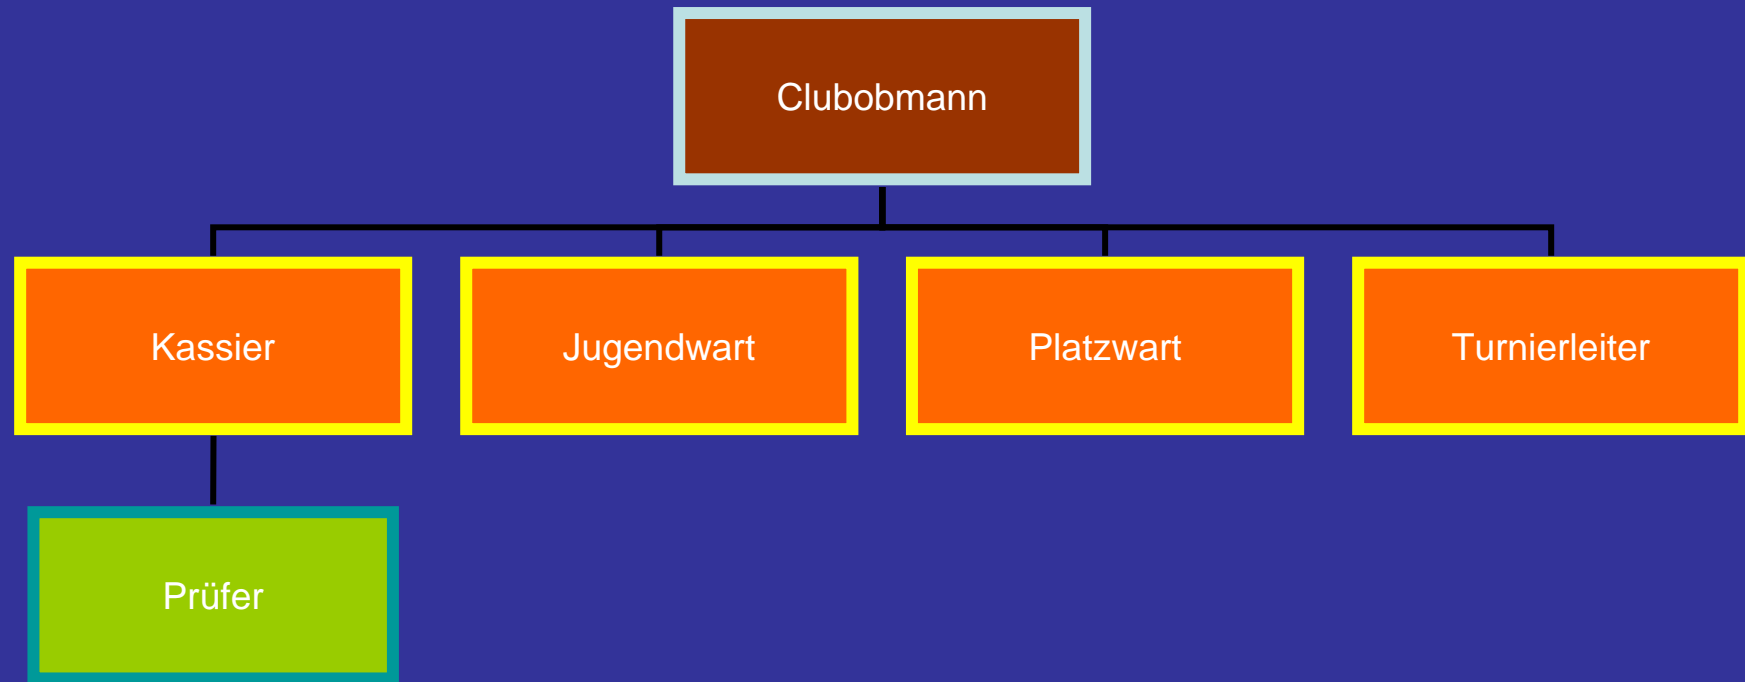 Clubobmann
Kassier
Jugendwart
Platzwart
Turnierleiter
Prüfer